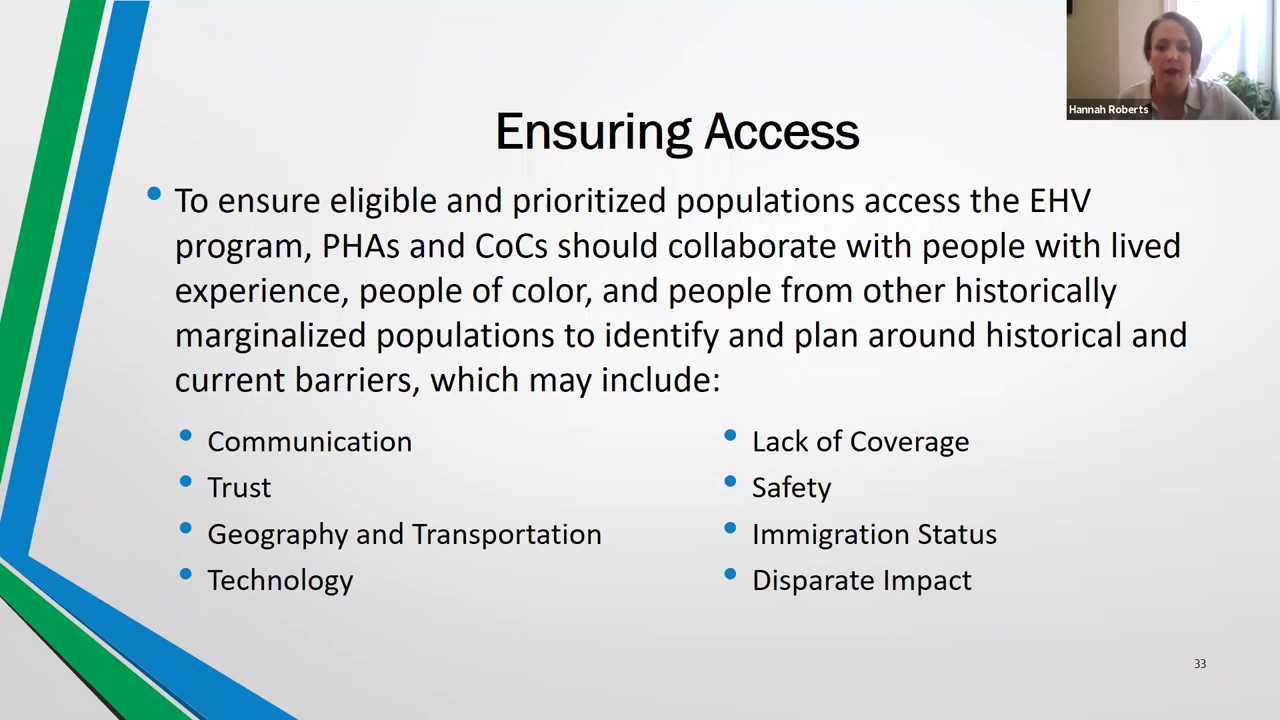 Hannah Roberts
Ensuring Access
• To ensure eligible and prioritized populations access the EHV
program, PHAs and CoCs should collaborate with people with lived
experience, people of color, and people from other historically
marginalized populations to identify and plan around historical and
current barriers, which may include:
• Communication
• Trust
• Geography and Transportation
• Technology
• Lack of Coverage
• Safety
• Immigration Status
• Disparate Impact
33